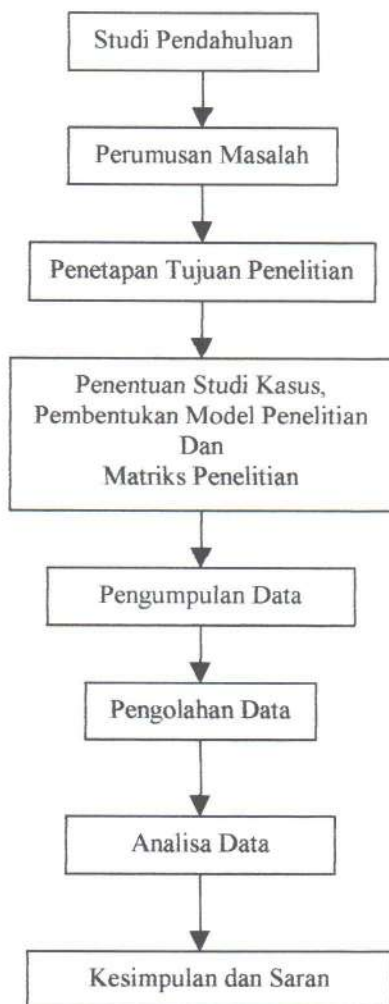 Studi Pendahuluan
Perumusan Masalah
Penetapan Tujuan Penelitian
Penentuan Studi Kasus,
Pembentukan Model Penelitian
Dan
Matriks Penelitian
Pengumpulan Data
Pengolahan Data
Analisa Data
Kesimpulan dan Saran